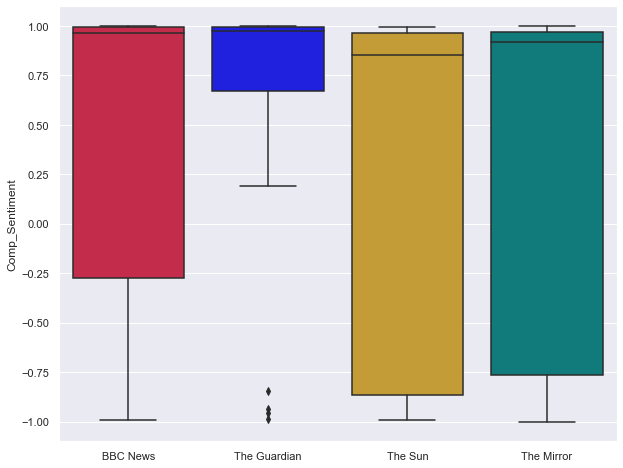 Comp_Sentiment
1.00
0.75
0.50
0.25
0.00
−0.25
−0.50
−0.75
−1.00
BBC News
The Guardian
The Sun
The Mirror